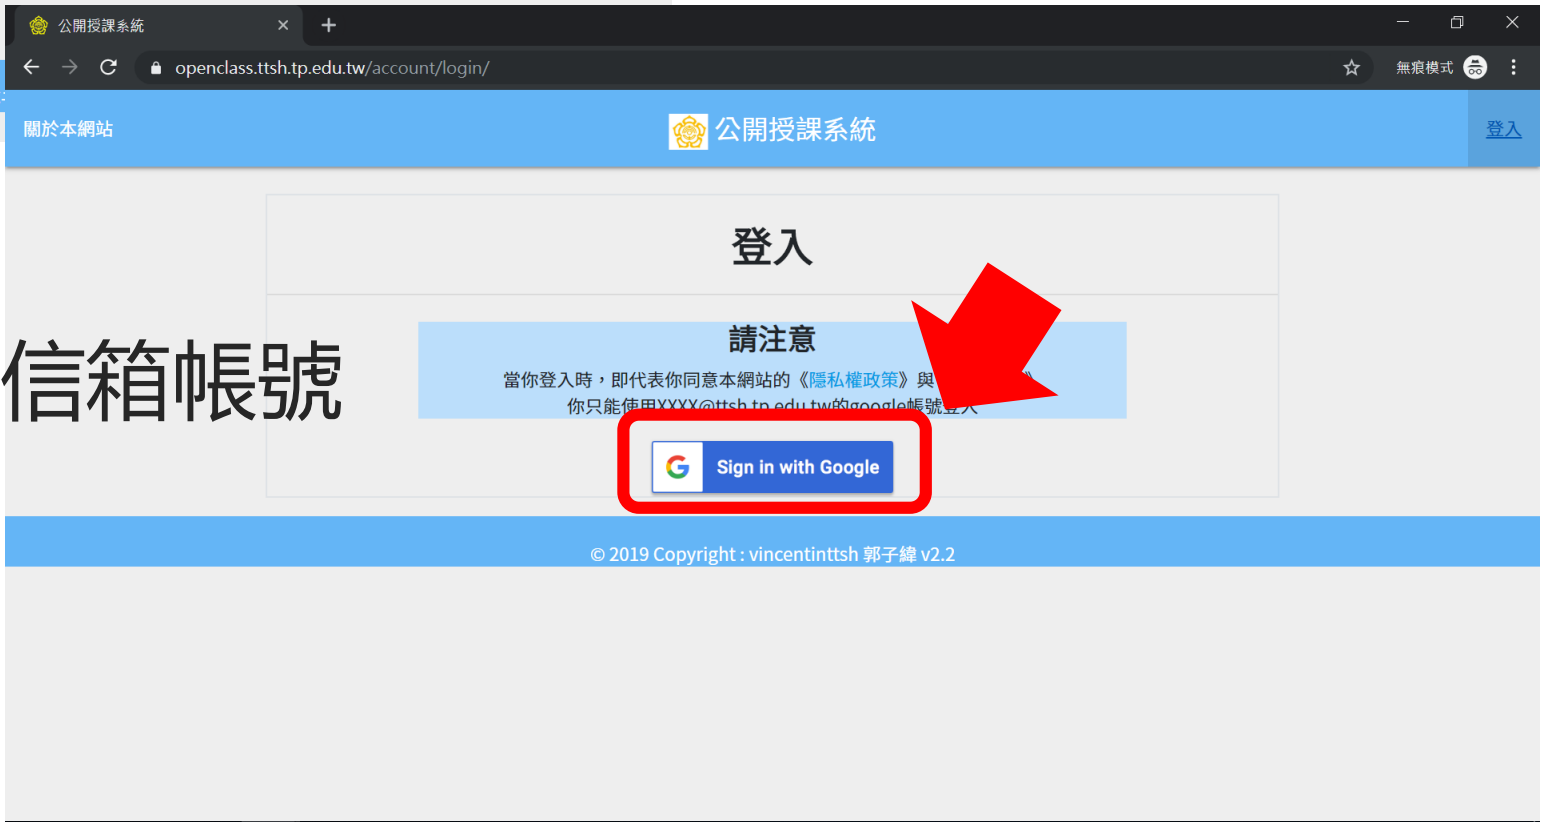 公開授課系統
openclass.ttsh.tp.edu.tw/account/login/
無痕模式
關於本網站
公開授課系統
登入
登入
請注意
當你登入時，即代表你同意本網站的《隱私權政策》與
你只能使用XXXX@ttsh.tp.edu.tw的google帳號登入
信箱帳號
Sign in with Google
© 2019 Copyright : vincentinttsh 郭子緯 v2.2